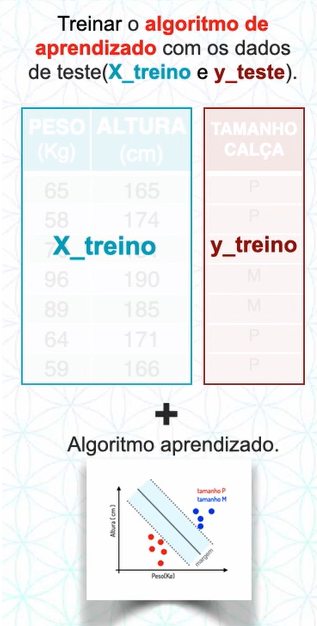 Treinar o algoritmo de
aprendizado com os dados
de teste(X_treino e y_teste).
PESO ALTURA TAMANHO
(Kg) (cm) CALÇA
65 165 P
58 174 P
X_treino y_treino
96 190 M
89 185 M
64 171 P
59 166 P
+
Algoritmo aprendizado.
tamanho P
tamanho M
Altura( cm )
margem
Peso(Kg)